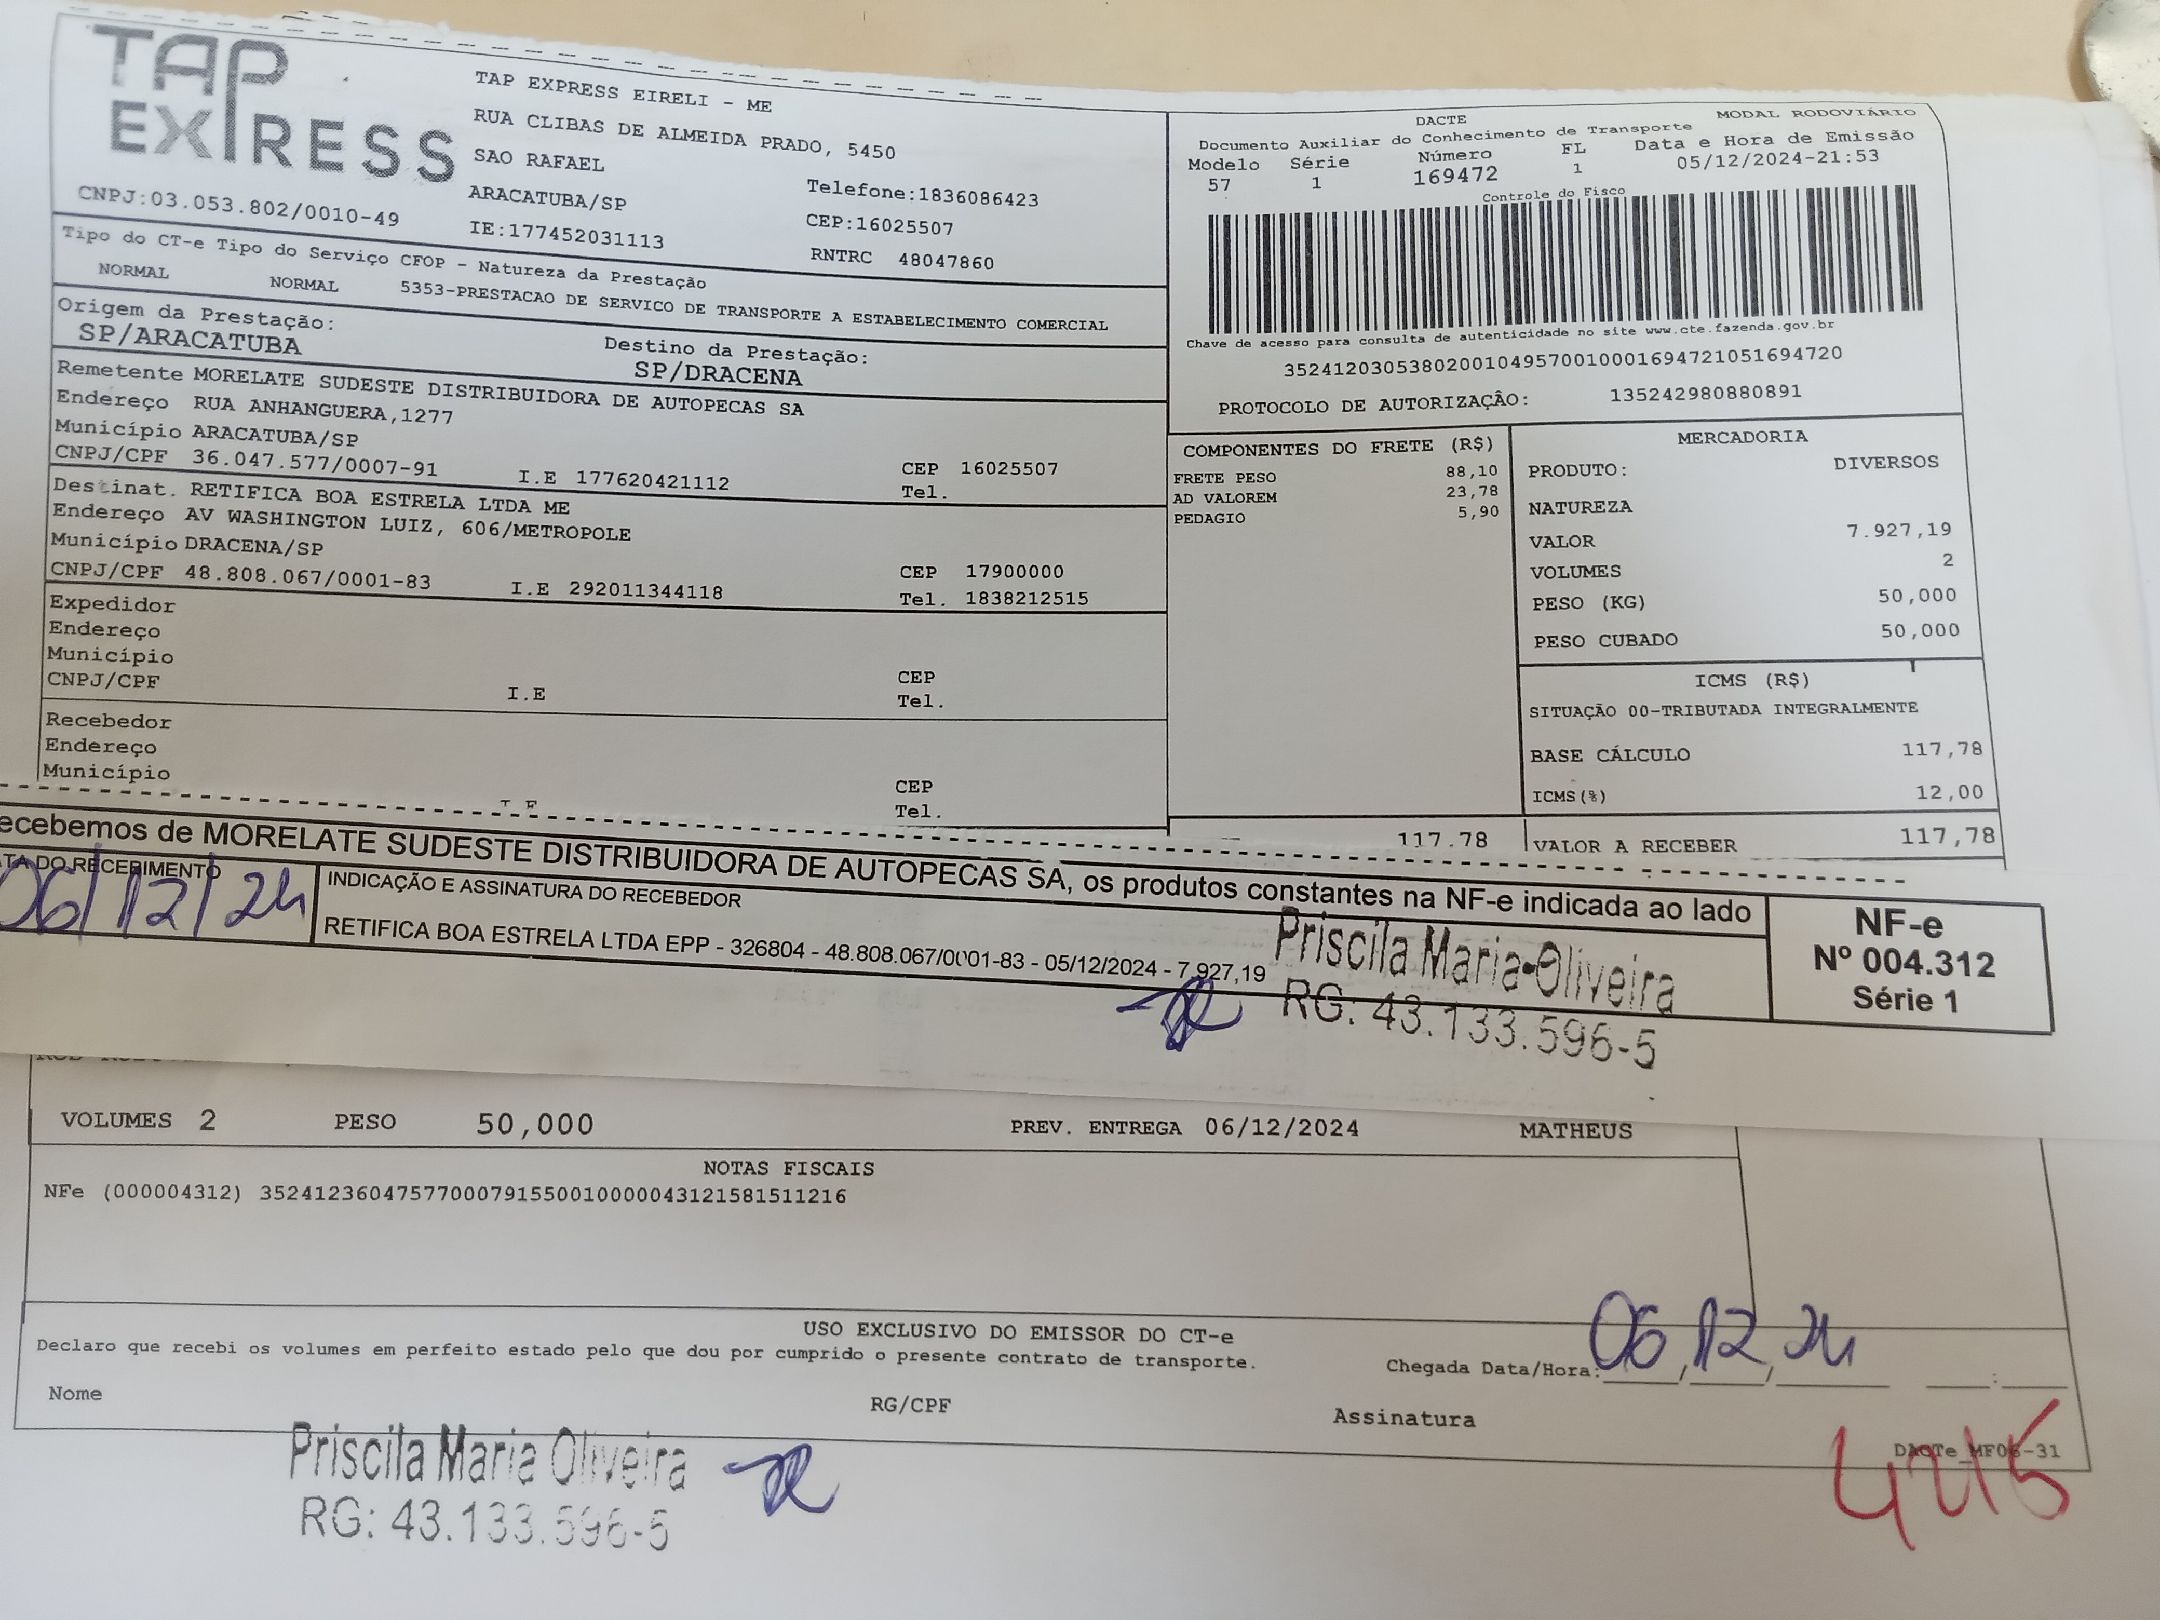 TAP EXPRESS
TAP EXPRESS EIRELI - ME
RUA CLIBAS DE ALMEIDA PRADO, 5450
SAO RAFAEL
Telefone:1836086423
CNPJ:03.053.802/0010-49
ARACATUBA/SP
CEP:16025507
IE:177452031113
RNTRC 48047860
Tipo do CT-e Tipo do Serviço CFOP - Natureza da Prestação
NORMAL NORMAL 5353-PRESTACAO DE SERVICO DE TRANSPORTE A ESTABELECIMENTO COMERCIAL
Origem da Prestação:
SP/ARACATUBA
Destino da Prestação:
SP/DRACENA
Remetente MORELATE SUDESTE DISTRIBUIDORA DE AUTOPECAS SA
Endereço RUA ANHANGUERA,1277
Município ARACATUBA/SP
CEP 16025507
CNPJ/CPF 36.047.577/0007-91 I.E 177620421112 Tel.
Destinat. RETIFICA BOA ESTRELA LTDA ME
Endereço AV WASHINGTON LUIZ, 606/METROPOLE
Município DRACENA/SP
CEP 17900000
CNPJ/CPF 48.808.067/0001-83 I.E 292011344118 Tel. 1838212515
Expedidor
Endereço
Município
CEP
CNPJ/CPF I.E Tel.
Recebedor
Endereço
Município
CEP
Tel.
DACTE MODAL RODOVIÁRIO
Documento Auxiliar do Conhecimento de Transporte
Modelo Série Número FL Data e Hora de Emissão
57 1 169472 1 05/12/2024-21:53
Controle do Fisco
Chave de acesso para consulta de autenticidade no site www.cte.fazenda.gov.br
35241203053802001049570010001694721051694720
PROTOCOLO DE AUTORIZAÇÃO: 135242980880891
COMPONENTES DO FRETE (R$)
FRETE PESO 88,10
AD VALOREM 23,78
PEDAGIO 5,90
117,78
MERCADORIA
PRODUTO: DIVERSOS
NATUREZA
VALOR 7.927,19
VOLUMES 2
PESO (KG) 50,000
PESO CUBADO 50,000
ICMS (R$)
SITUAÇÃO 00-TRIBUTADA INTEGRALMENTE
BASE CÁLCULO 117,78
ICMS(%) 12,00
VALOR A RECEBER 117,78
ecebemos de MORELATE SUDESTE DISTRIBUIDORA DE AUTOPECAS SA, os produtos constantes na NF-e indicada ao lado
TA DO RECEBIMENTO
06/12/24
INDICAÇÃO E ASSINATURA DO RECEBEDOR
RETIFICA BOA ESTRELA LTDA EPP - 326804 - 48.808.067/0001-83 - 05/12/2024 - 7.927,19
Priscila Maria Oliveira
RG: 43.133.596-5
NF-e
Nº 004.312
Série 1
VOLUMES 2 PESO 50,000 PREV. ENTREGA 06/12/2024 MATHEUS
NOTAS FISCAIS
NFe (000004312) 35241236047577000791550010000043121581511216
USO EXCLUSIVO DO EMISSOR DO CT-e
Declaro que recebi os volumes em perfeito estado pelo que dou por cumprido o presente contrato de transporte.
Chegada Data/Hora: 06/12/24
Nome RG/CPF Assinatura
DACTe_MF06-31
Priscila Maria Oliveira
RG: 43.133.596-5